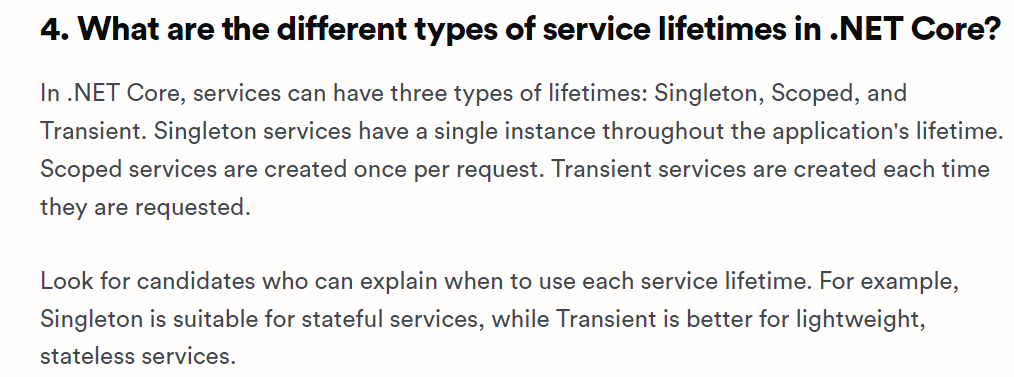 4. What are the different types of service lifetimes in .NET Core?
In .NET Core, services can have three types of lifetimes: Singleton, Scoped, and
Transient. Singleton services have a single instance throughout the application's lifetime.
Scoped services are created once per request. Transient services are created each time
they are requested.
Look for candidates who can explain when to use each service lifetime. For example,
Singleton is suitable for stateful services, while Transient is better for lightweight,
stateless services.